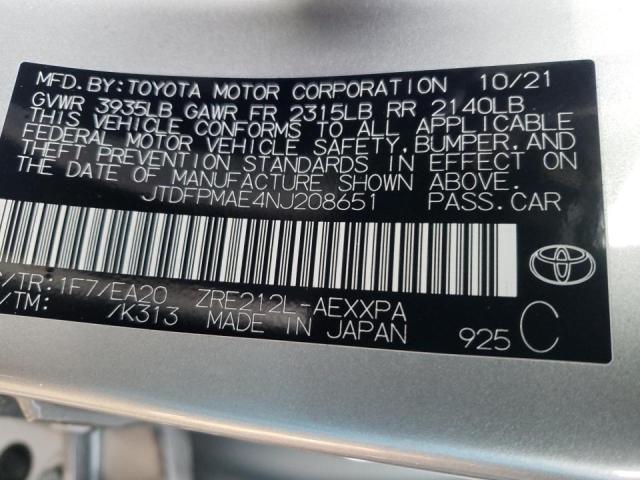 MFD.BY:TOYOTA MOTOR CORPORATION 10/21
GVWR 3935LB GAWR FR 2315LB RR 2140LB
THIS VEHICLE CONFORMS TO ALL APPLICABLE
FEDERAL MOTOR VEHICLE SAFETY,BUMPER,AND
THEFT PREVENTION STANDARDS IN EFFECT ON
THE DATE OF MANUFACTURE SHOWN ABOVE.
JTDFPMAE4NJ208651 PASS.CAR
/TR:1F7/EA20 ZRE212L-AEXXPA
/TM: /K313 MADE IN JAPAN 925 C